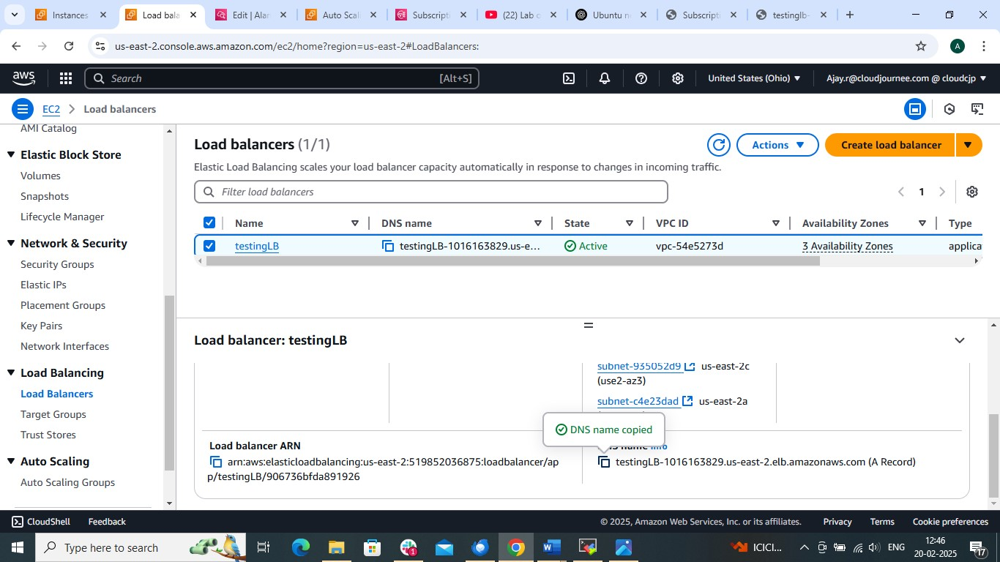 Instances
Load bala
Edit | Alar
Auto Scal
Subscripti
(22) Lab o
Ubuntu n
Subscripti
testinglb-
us-east-2.console.aws.amazon.com/ec2/home?region=us-east-2#LoadBalancers:
A
aws
Search
[Alt+S]
United States (Ohio)
Ajay.r@cloudjournee.com @ cloudcjp
EC2
Load balancers
AMI Catalog
Elastic Block Store
Volumes
Snapshots
Lifecycle Manager
Network & Security
Security Groups
Elastic IPs
Placement Groups
Key Pairs
Network Interfaces
Load Balancing
Load Balancers
Target Groups
Trust Stores
Auto Scaling
Auto Scaling Groups
Load balancers (1/1)
Actions
Create load balancer
Elastic Load Balancing scales your load balancer capacity automatically in response to changes in incoming traffic.
Filter load balancers
1
Name
DNS name
State
VPC ID
Availability Zones
Type
testingLB
testingLB-1016163829.us-e...
Active
vpc-54e5273d
3 Availability Zones
applica
Load balancer: testingLB
subnet-935052d9 us-east-2c
(use2-az3)
subnet-c4e23dad us-east-2a
DNS name copied
Load balancer ARN
NS name Info
arn:aws:elasticloadbalancing:us-east-2:519852036875:loadbalancer/ap
p/testingLB/906736bfda891926
testingLB-1016163829.us-east-2.elb.amazonaws.com (A Record)
CloudShell
Feedback
© 2025, Amazon Web Services, Inc. or its affiliates.
Privacy
Terms
Cookie preferences
Type here to search
1
ICICI...
ENG
12:46
20-02-2025
17